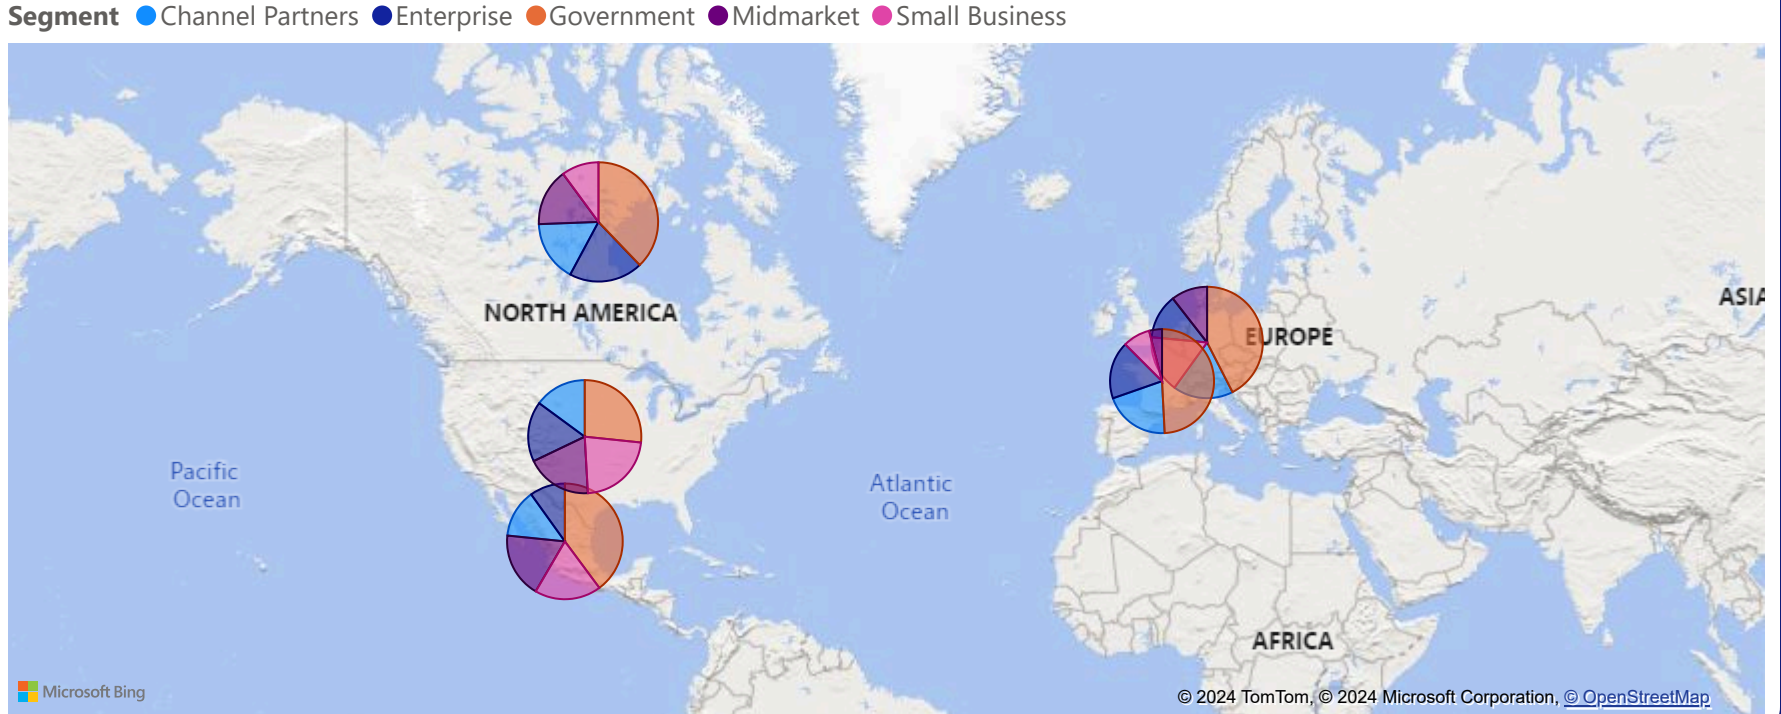 Segment Channel Partners Enterprise Government Midmarket Small Business
NORTH AMERICA
EUROPE
ASIA
Pacific
Ocean
Atlantic
Ocean
AFRICA
Microsoft Bing
© 2024 TomTom, © 2024 Microsoft Corporation, © OpenStreetMap